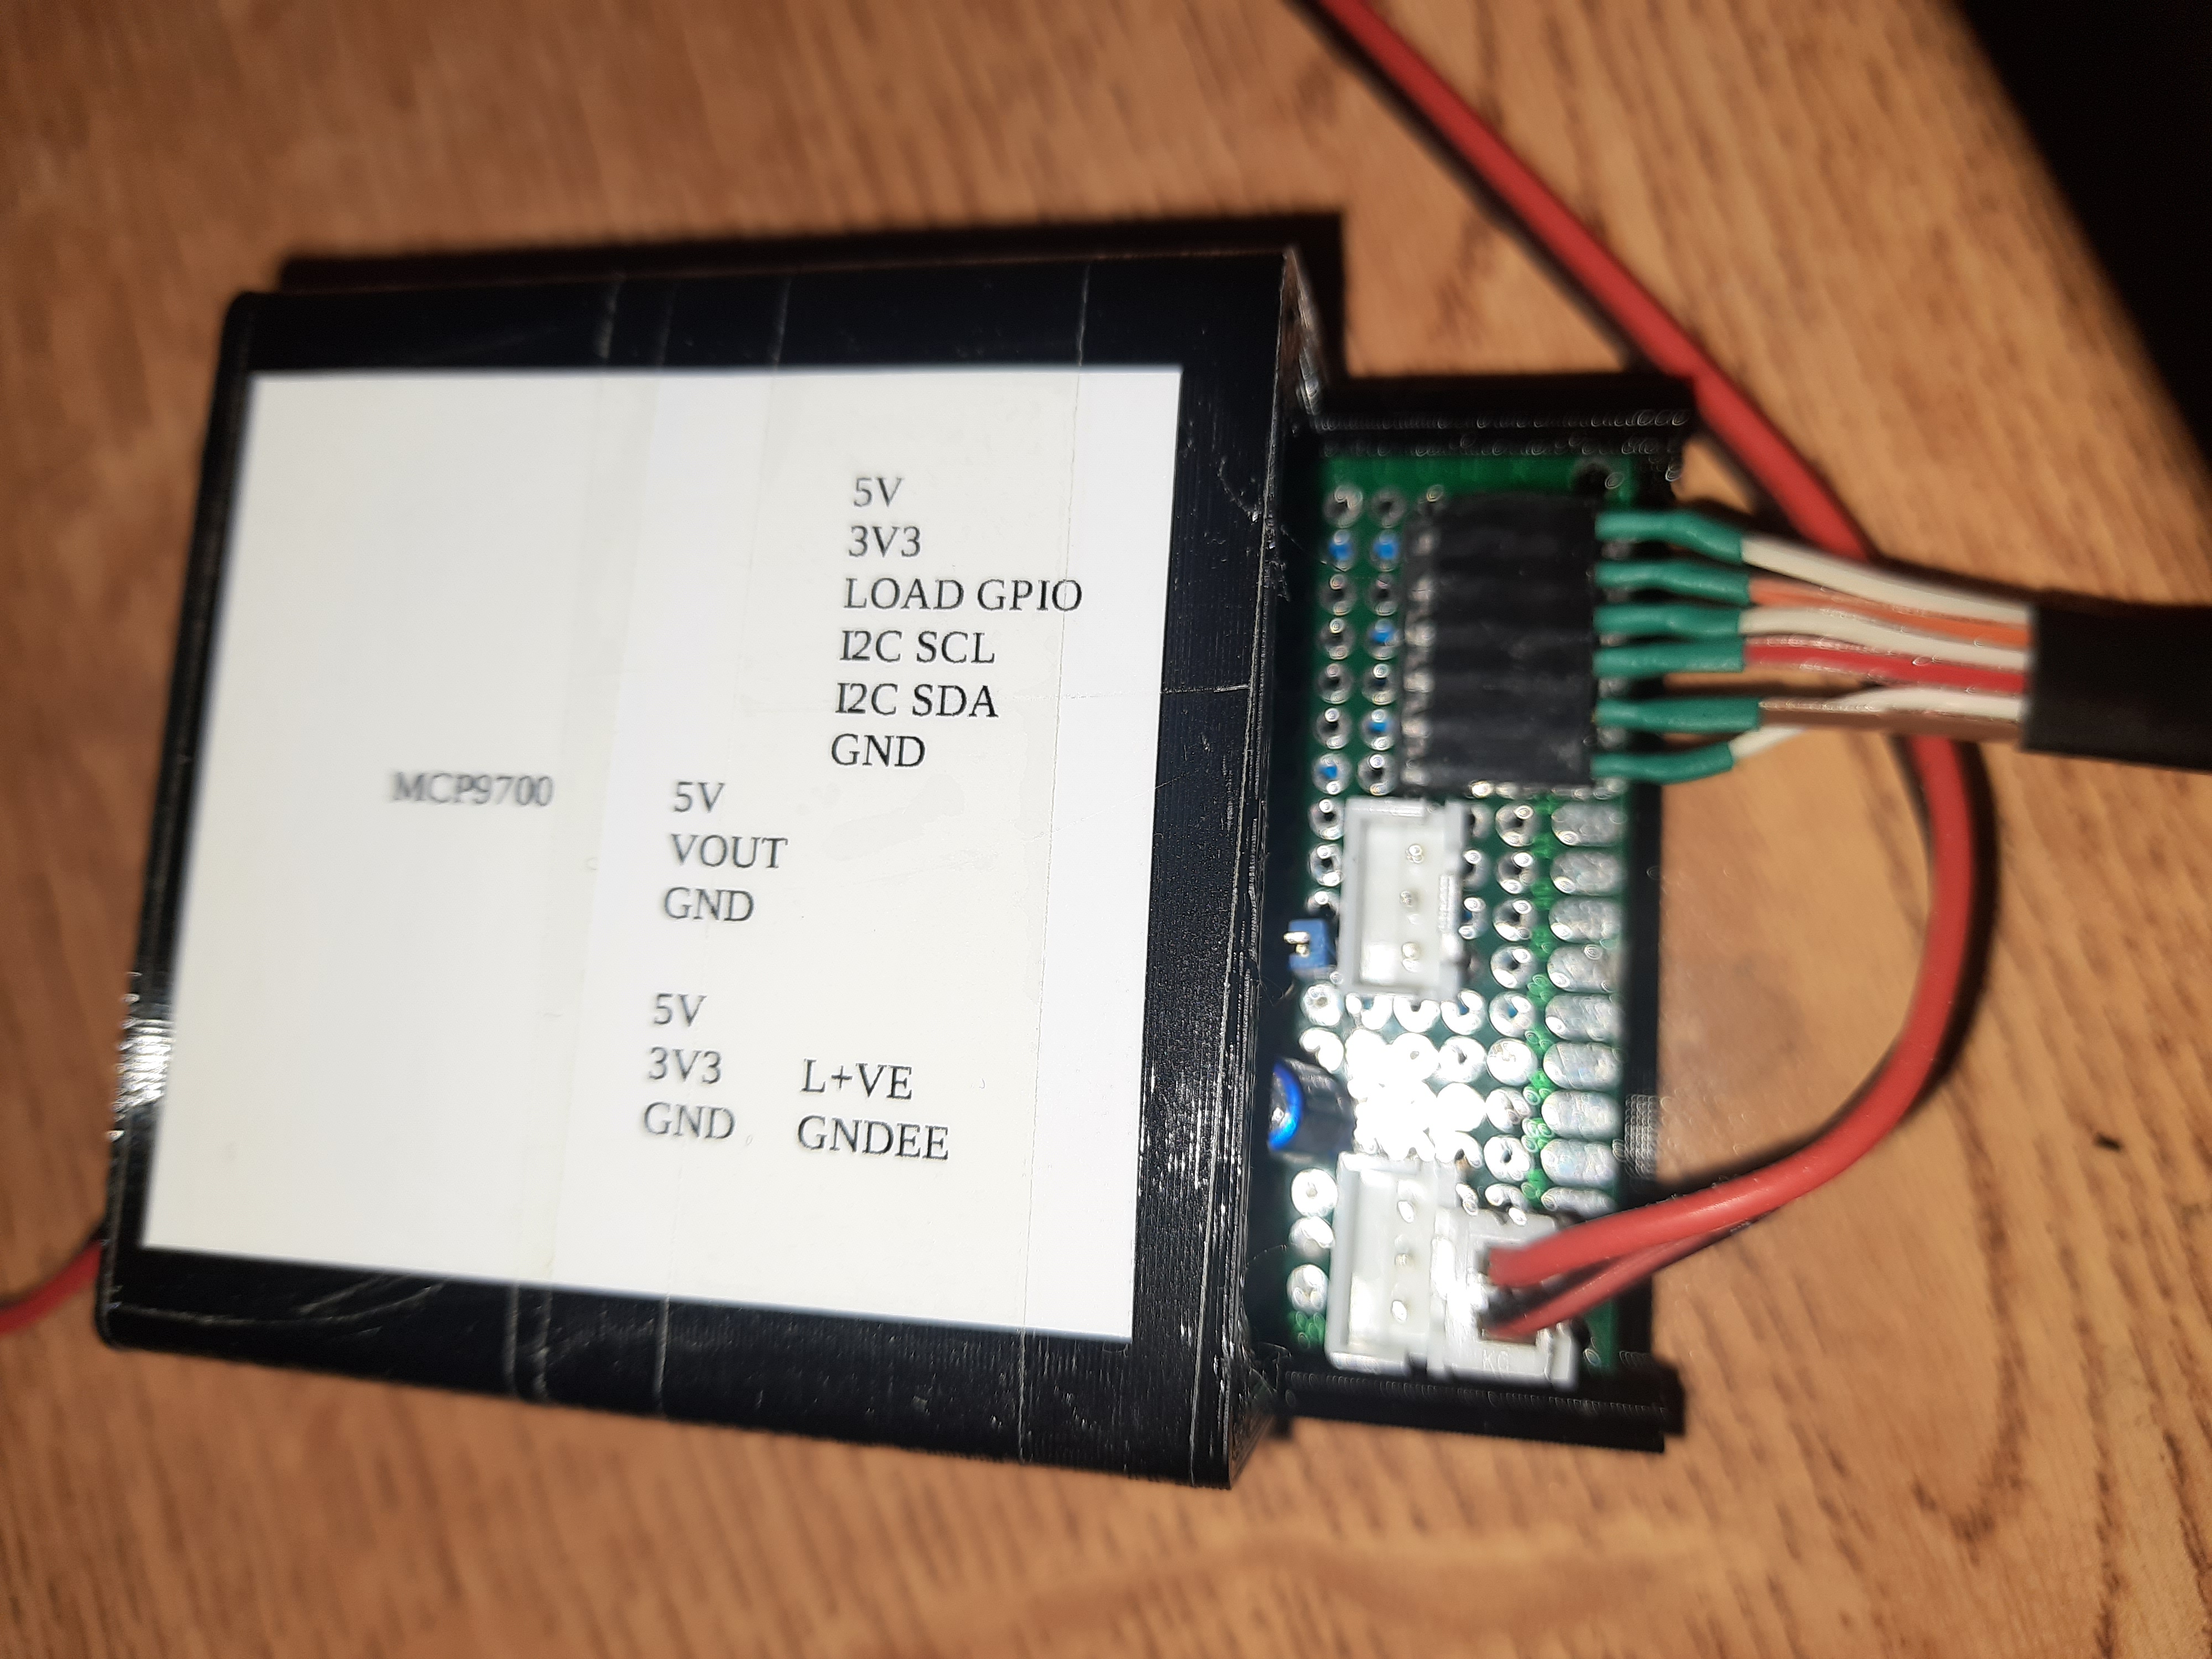 5V
3V3
LOAD GPIO
I2C SCL
I2C SDA
GND
MCP9700
5V
VOUT
GND
5V
3V3
GND
L+VE
GNDEE